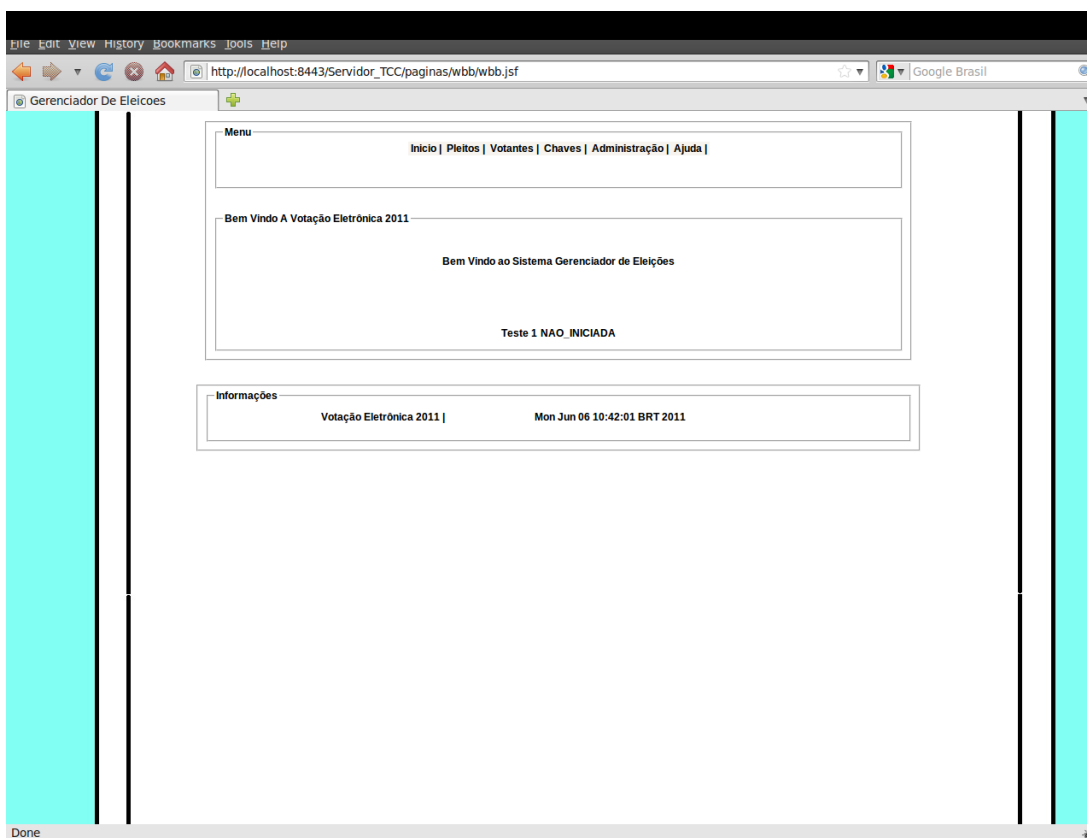 File Edit View History Bookmarks Tools Help
http://localhost:8443/Servidor_TCC/paginas/wbb/wbb.jsf
Google Brasil
Gerenciador De Eleicoes
Menu
Inicio | Pleitos | Votantes | Chaves | Administração | Ajuda |
Bem Vindo A Votação Eletrônica 2011
Bem Vindo ao Sistema Gerenciador de Eleições
Teste 1 NAO_INICIADA
Informações
Votação Eletrônica 2011 | Mon Jun 06 10:42:01 BRT 2011
Done